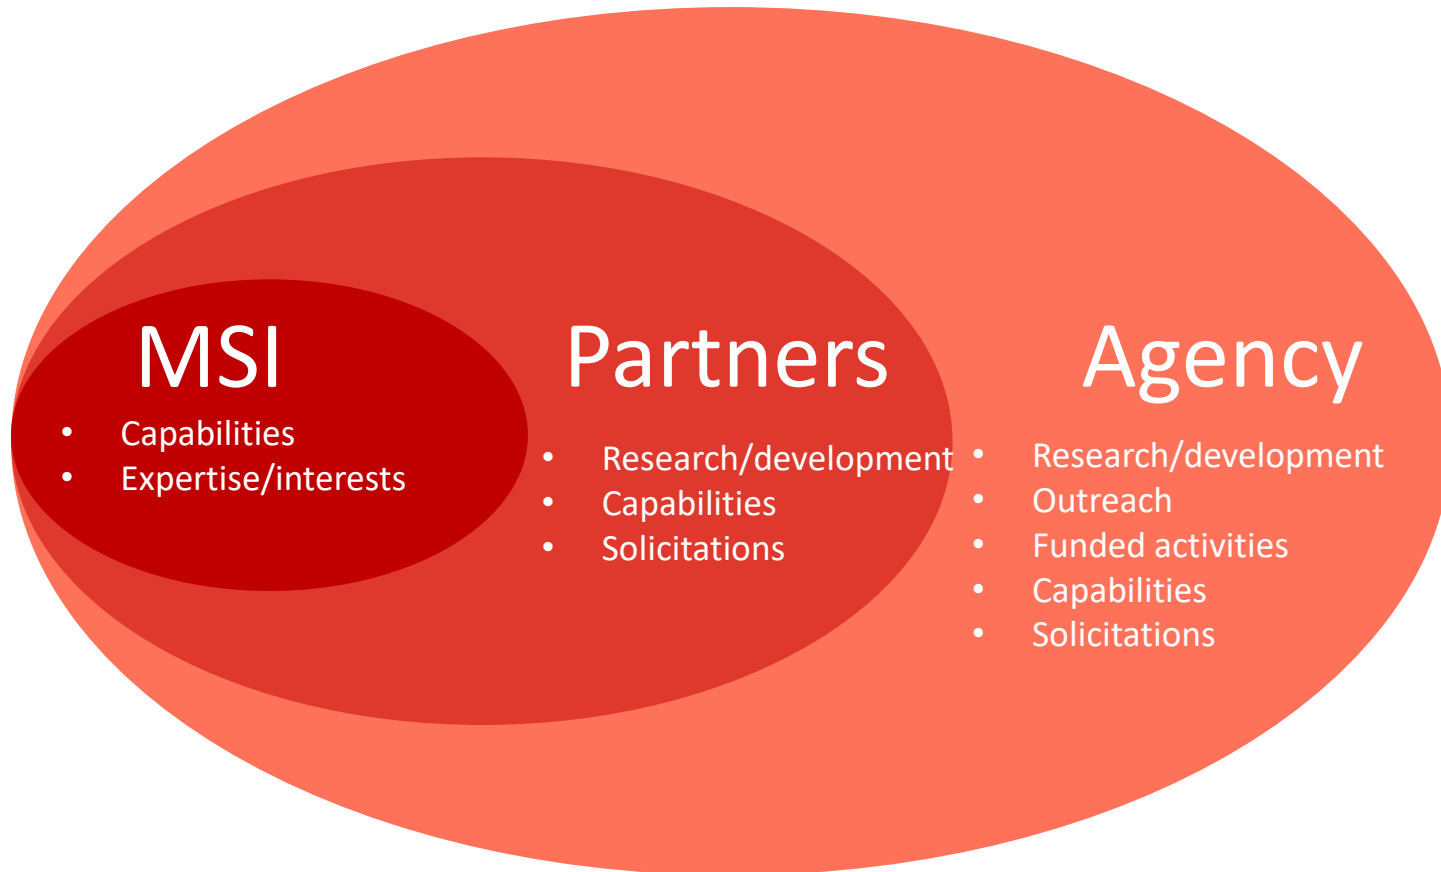 MSI
• Capabilities
• Expertise/interests
Partners
• Research/development
• Capabilities
• Solicitations
Agency
• Research/development
• Outreach
• Funded activities
• Capabilities
• Solicitations